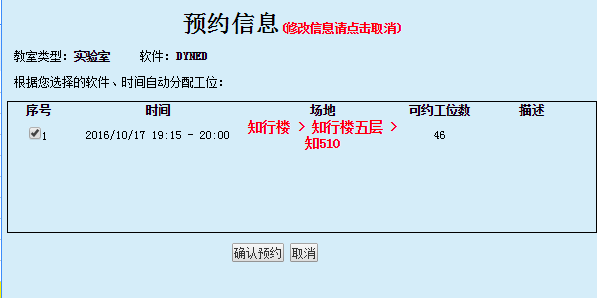 预约信息(修改信息请点击取消)
教室类型：实验室 软件：DYNED
根据您选择的软件、时间自动分配工位：
序号 时间 场地 可约工位数 描述
1 2016/10/17 19:15 - 20:00 知行楼 > 知行楼五层 > 46
知510
确认预约 取消